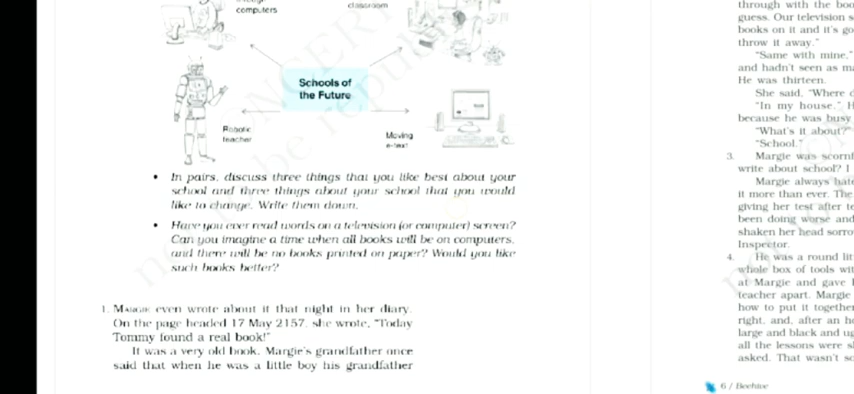 computers
classroom
Schools of
the Future
Robotic
teacher
Moving
e-text
• In pairs, discuss three things that you like best about your
school and three things about your school that you would
like to change. Write them down.
• Have you ever read words on a television (or computer) screen?
Can you imagine a time when all books will be on computers,
and there will be no books printed on paper? Would you like
such books better?
1. MARGIE even wrote about it that night in her diary.
On the page headed 17 May 2157, she wrote, “Today
Tommy found a real book!”
It was a very old book. Margie's grandfather once
said that when he was a little boy his grandfather
through with the boo
guess. Our television s
books on it and it's go
throw it away.”
“Same with mine,”
and hadn't seen as ma
He was thirteen.
She said, “Where
“In my house.” H
because he was busy
“What's it about?”
“School.”
3. Margie was scornf
write about school? I
Margie always hat
it more than ever. The
giving her test after te
been doing worse and
shaken her head sorro
Inspector.
4. He was a round lit
whole box of tools wit
at Margie and gave
teacher apart. Margie
how to put it together
right, and, after an h
large and black and ug
all the lessons were s
asked. That wasn't so
6 / Beehive